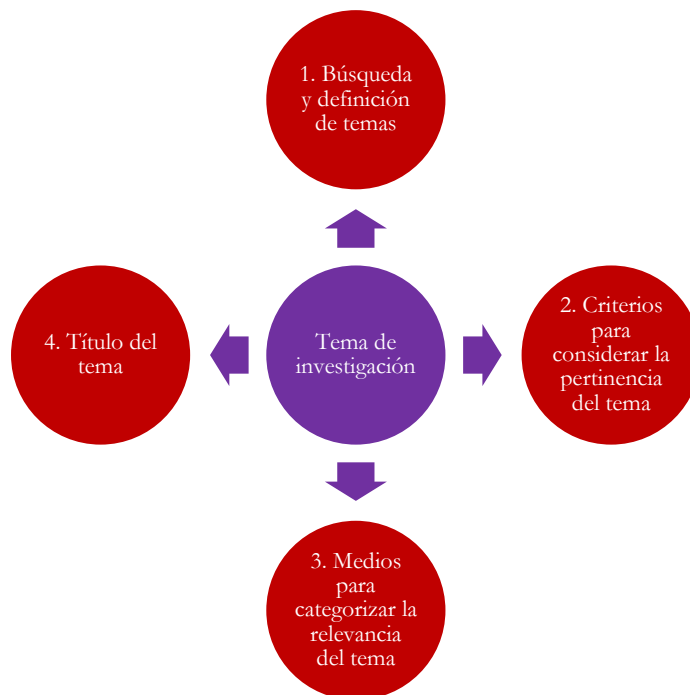 1. Búsqueda
y definición
de temas
4. Título del
tema
Tema de
investigación
2. Criterios
para
considerar la
pertinencia
del tema
3. Medios
para
categorizar la
relevancia
del tema